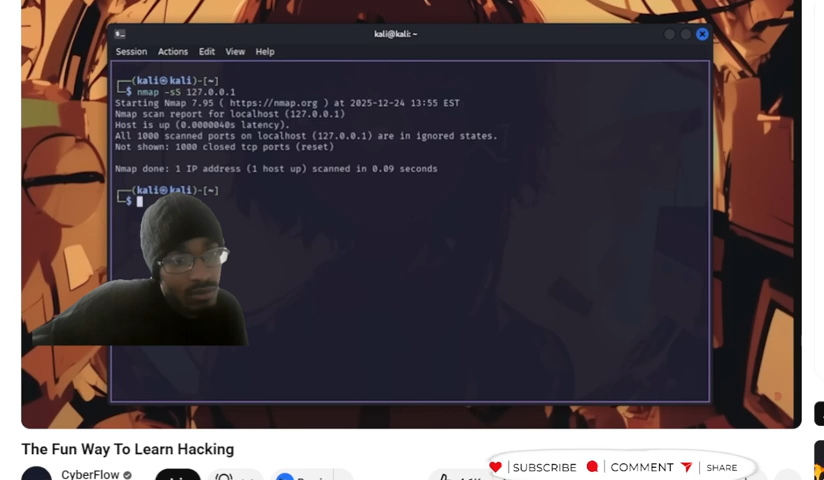 kali@kali: ~
Session Actions Edit View Help
┌──(kali㉿kali)-[~]
└─$ nmap -sS 127.0.0.1
Starting Nmap 7.95 ( https://nmap.org ) at 2025-12-24 13:55 EST
Nmap scan report for localhost (127.0.0.1)
Host is up (0.0000040s latency).
All 1000 scanned ports on localhost (127.0.0.1) are in ignored states.
Not shown: 1000 closed tcp ports (reset)
Nmap done: 1 IP address (1 host up) scanned in 0.09 seconds
┌──(kali㉿kali)-[~]
└─$
The Fun Way To Learn Hacking
CyberFlow
SUBSCRIBE COMMENT SHARE